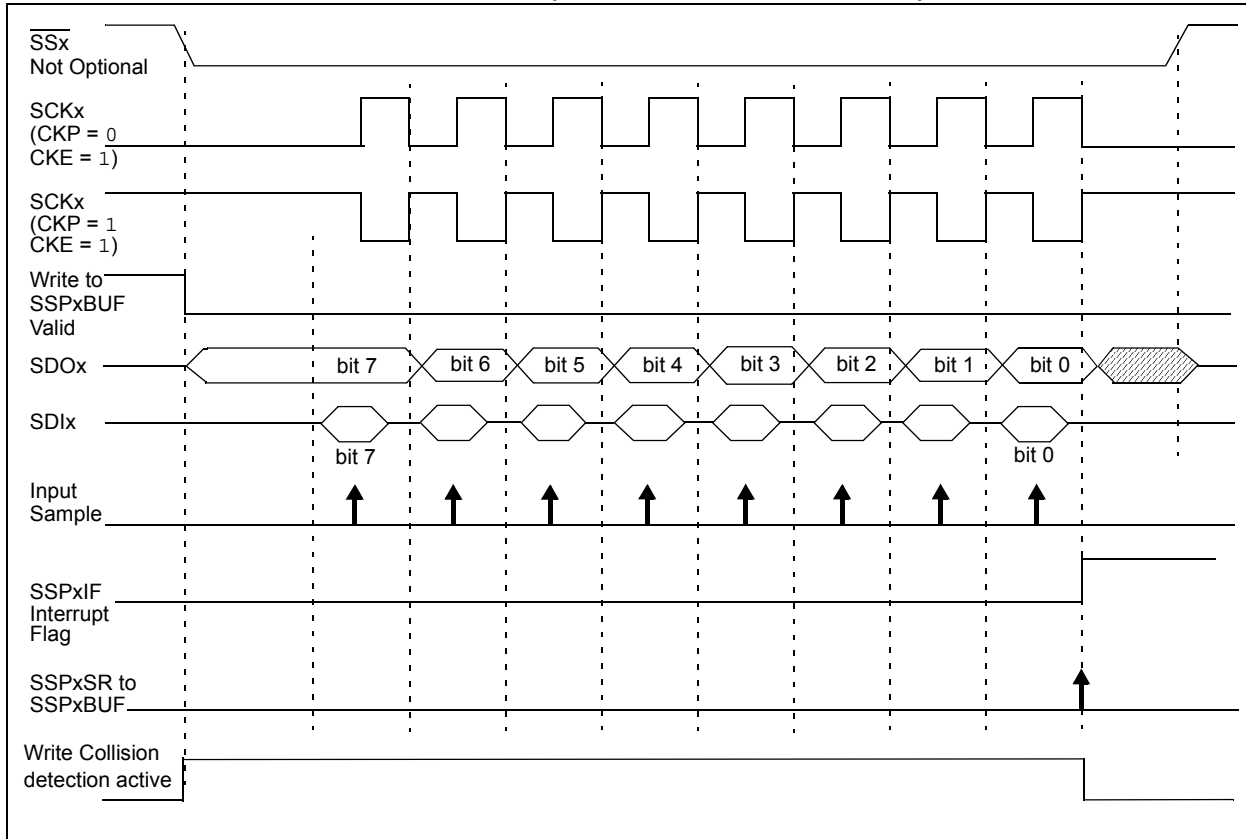 SSx
Not Optional
SCKx
(CKP = 0
CKE = 1)
SCKx
(CKP = 1
CKE = 1)
Write to
SSPxBUF
Valid
SDOx
bit 7
bit 6
bit 5
bit 4
bit 3
bit 2
bit 1
bit 0
SDIx
bit 7
bit 0
Input
Sample
SSPxIF
Interrupt
Flag
SSPxSR to
SSPxBUF
Write Collision
detection active